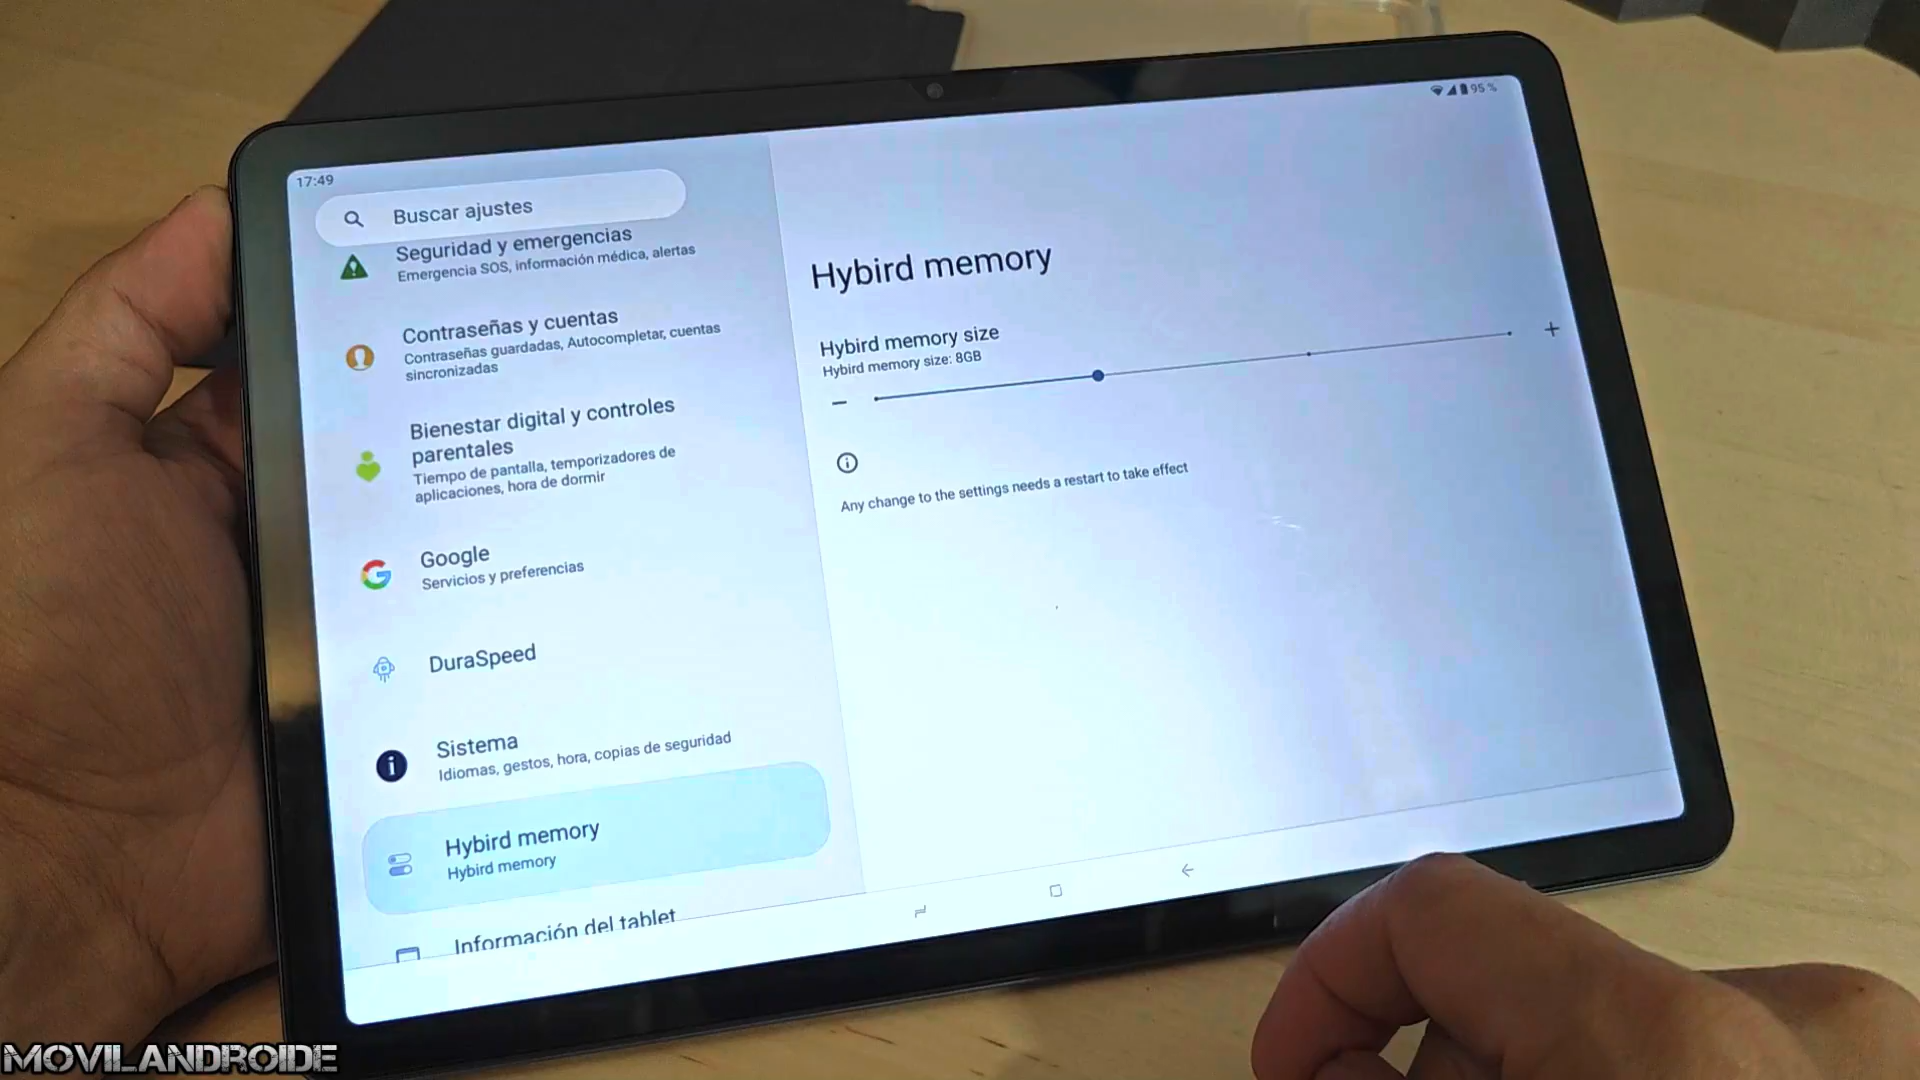 17:49
95 %
Buscar ajustes
Seguridad y emergencias
Emergencia SOS, información médica, alertas
Contraseñas y cuentas
Contraseñas guardadas, Autocompletar, cuentas
sincronizadas
Bienestar digital y controles
parentales
Tiempo de pantalla, temporizadores de
aplicaciones, hora de dormir
Google
Servicios y preferencias
DuraSpeed
Sistema
Idiomas, gestos, hora, copias de seguridad
Hybird memory
Hybird memory
Información del tablet
Hybird memory
Hybird memory size
Hybird memory size: 8GB
Any change to the settings needs a restart to take effect
MOVILANDROIDE